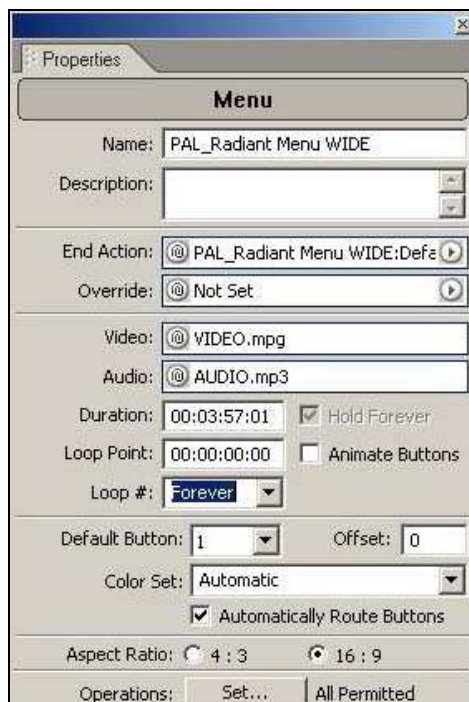 Properties
Menu
Name: PAL_Radiant Menu WIDE
Description:
End Action: PAL_Radiant Menu WIDE:Defa
Override: Not Set
Video: VIDEO.mpg
Audio: AUDIO.mp3
Duration: 00:03:57:01 Hold Forever
Loop Point: 00:00:00:00 Animate Buttons
Loop #: Forever
Default Button: 1 Offset: 0
Color Set: Automatic
Automatically Route Buttons
Aspect Ratio: 4 : 3 16 : 9
Operations: Set... All Permitted